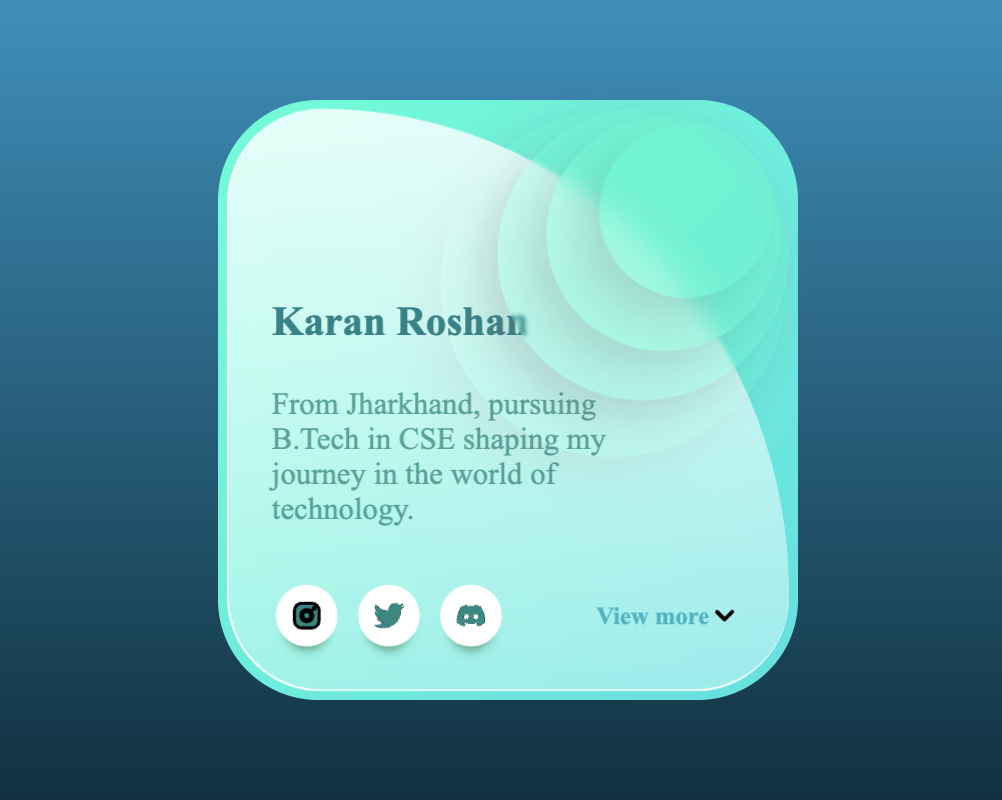 Karan Roshan
From Jharkhand, pursuing
B.Tech in CSE shaping my
journey in the world of
technology.
View more